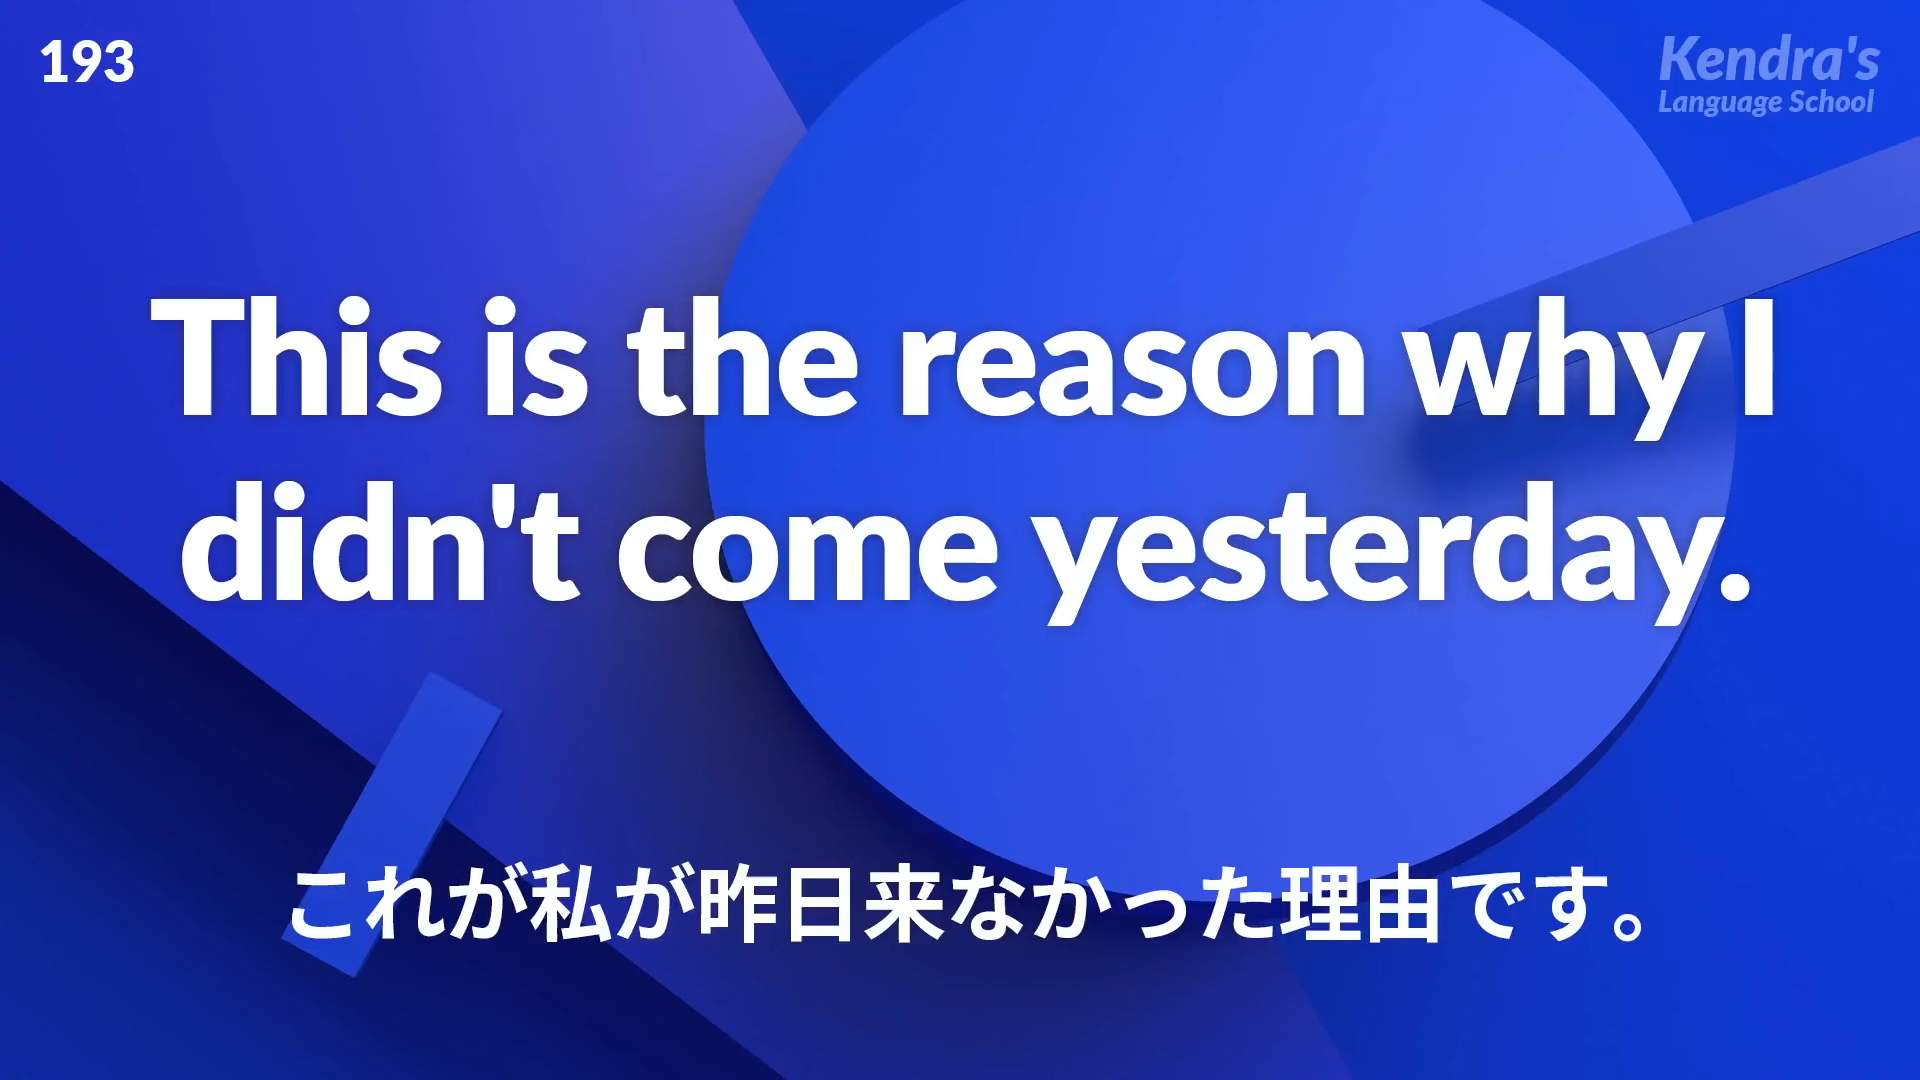 193
Kendra's
Language School
This is the reason why I
didn't come yesterday.
これが私が昨日来なかった理由です。